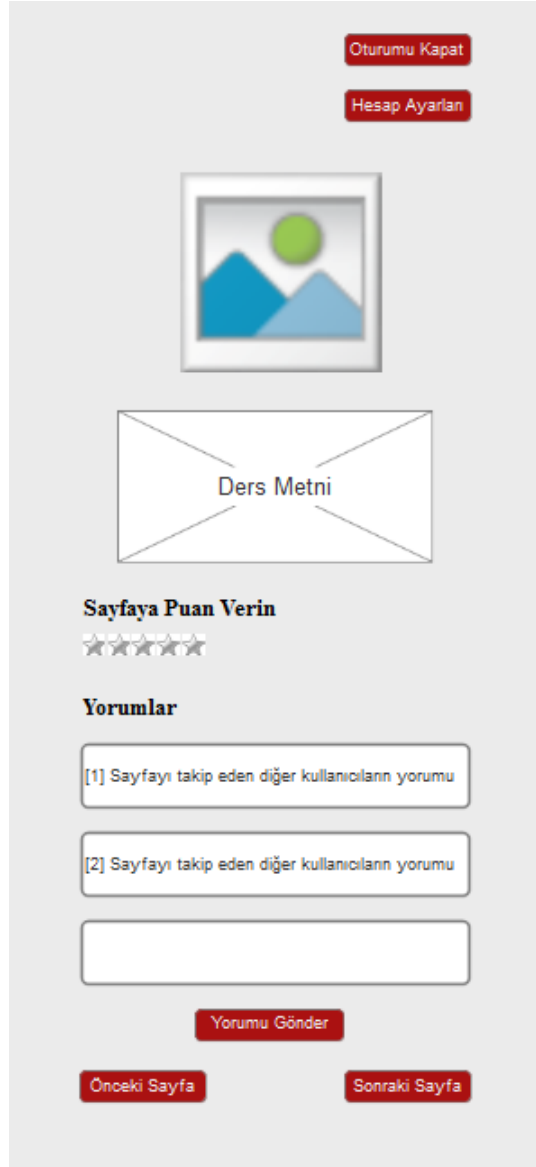 Oturumu Kapat
Hesap Ayarları
Ders Metni
Sayfaya Puan Verin
Yorumlar
[1] Sayfayı takip eden diğer kullanıcıların yorumu
[2] Sayfayı takip eden diğer kullanıcıların yorumu
Yorumu Gönder
Önceki Sayfa
Sonraki Sayfa